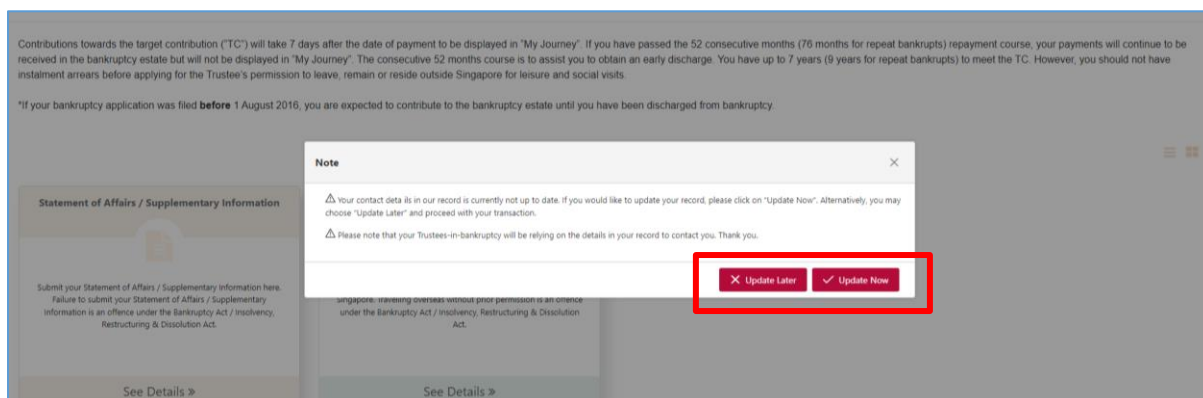 Contributions towards the target contribution ("TC") will take 7 days after the date of payment to be displayed in "My Journey". If you have passed the 52 consecutive months (76 months for repeat bankrupts) repayment course, your payments will continue to be
received in the bankruptcy estate but will not be displayed in "My Journey". The consecutive 52 months course is to assist you to obtain an early discharge. You have up to 7 years (9 years for repeat bankrupts) to meet the TC. However, you should not have
instalment arrears before applying for the Trustee's permission to leave, remain or reside outside Singapore for leisure and social visits.
*If your bankruptcy application was filed before 1 August 2016, you are expected to contribute to the bankruptcy estate until you have been discharged from bankruptcy.
Note
Your contact deta ils in our record is currently not up to date. If you would like to update your record, please click on "Update Now". Alternatively, you may
choose "Update Later" and proceed with your transaction.
Please note that your Trustees-in-bankruptcy will be relying on the details in your record to contact you. Thank you.
Update Later
Update Now
Statement of Affairs / Supplementary Information
Submit your Statement of Affairs / Supplementary Information here.
Failure to submit your Statement of Affairs / Supplementary
Information is an offence under the Bankruptcy Act / Insolvency,
Restructuring & Dissolution Act.
See Details »
Singapore. Travelling overseas without prior permission is an offence
under the Bankruptcy Act / Insolvency, Restructuring & Dissolution
Act.
See Details »